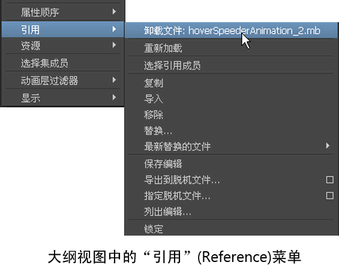 属性顺序
引用
资源
选择集成员
动画层过滤器
显示
卸载文件: hoverSpeederAnimation_2.mb
重新加载
选择引用成员
复制
导入
移除
替换...
最新替换的文件
保存编辑
导出到脱机文件...
指定脱机文件...
列出编辑...
锁定
大纲视图中的“引用”(Reference)菜单